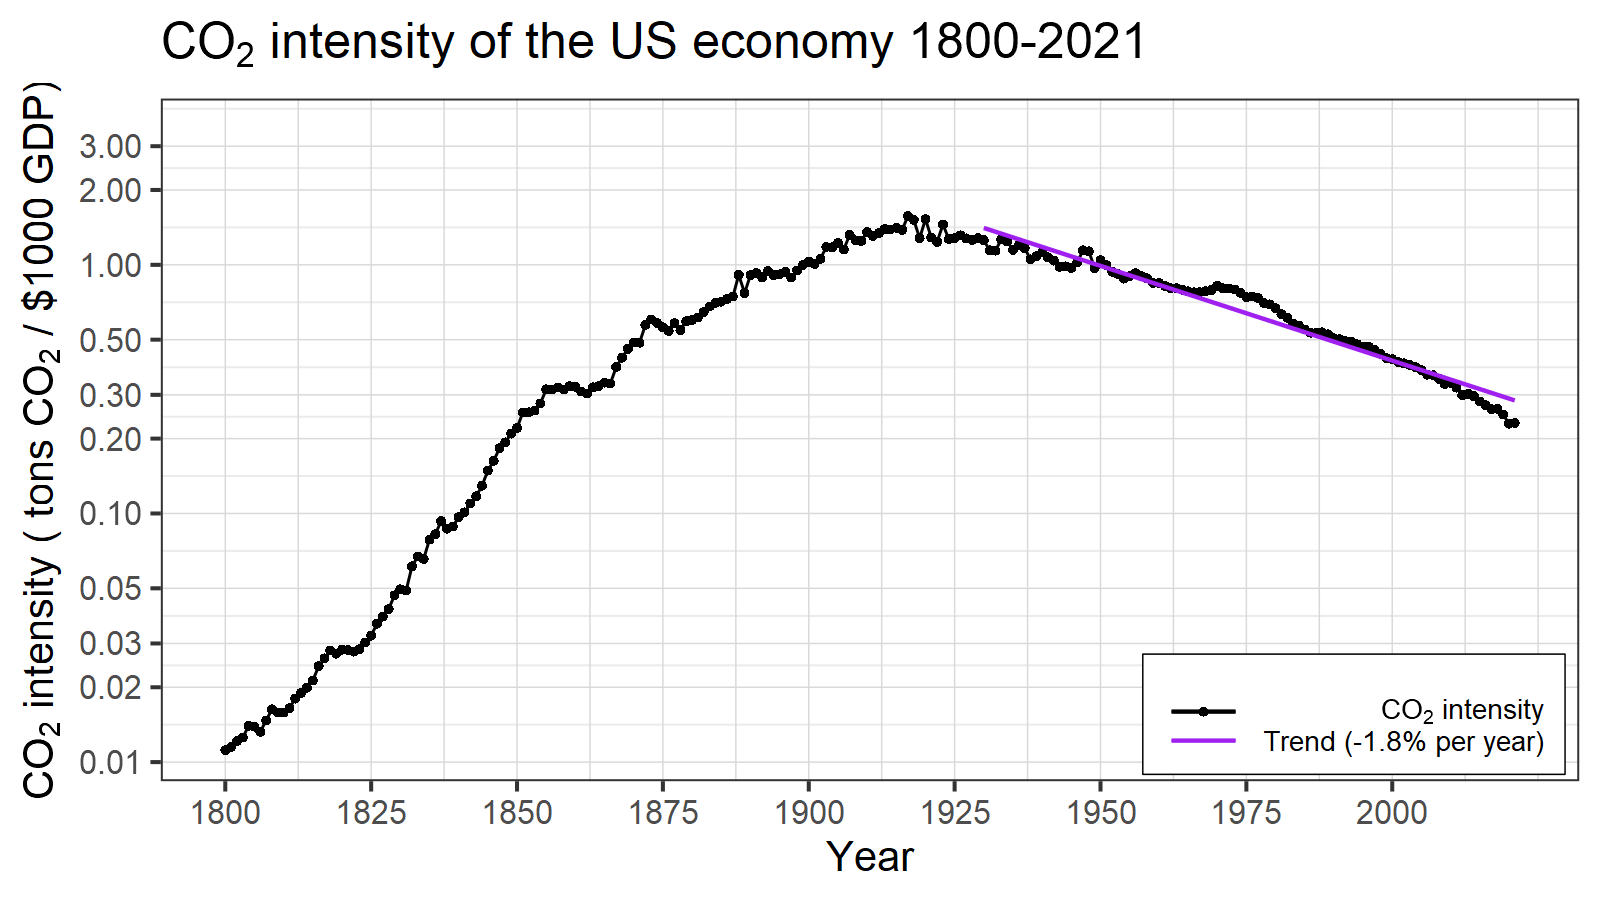 CO₂ intensity of the US economy 1800-2021
CO₂ intensity ( tons CO₂ / $1000 GDP)
3.00
2.00
1.00
0.50
0.30
0.20
0.10
0.05
0.03
0.02
0.01
CO₂ intensity
Trend (-1.8% per year)
1800 1825 1850 1875 1900 1925 1950 1975 2000
Year